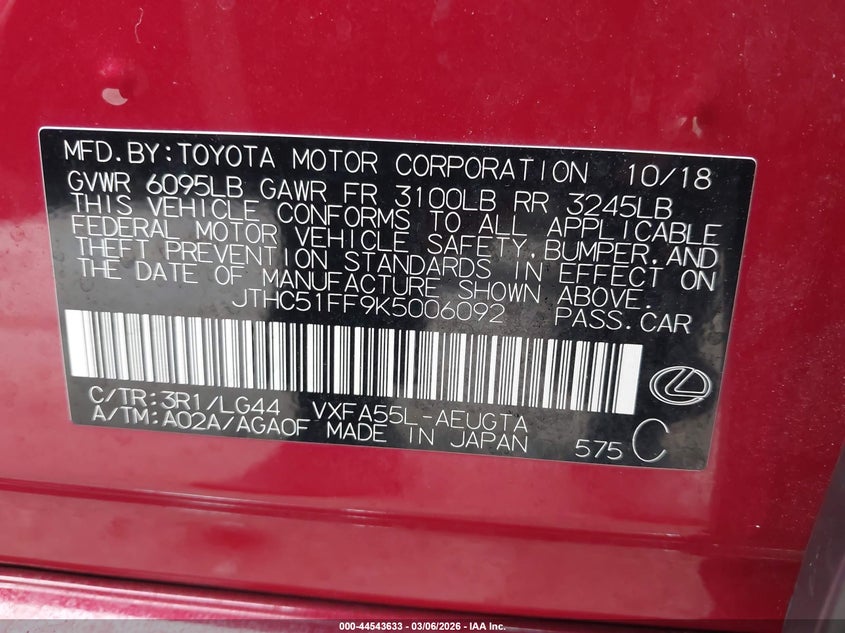 MFD.BY:TOYOTA MOTOR CORPORATION 10/18
GVWR 6095LB GAWR FR 3100LB RR 3245LB
THIS VEHICLE CONFORMS TO ALL APPLICABLE
FEDERAL MOTOR VEHICLE SAFETY,BUMPER,AND
THEFT PREVENTION STANDARDS IN EFFECT ON
THE DATE OF MANUFACTURE SHOWN ABOVE.
JTHC51FF9K5006092 PASS.CAR
C/TR:3R1/LG44 VXFA55L-AEUGTA
A/TM:A02A/AGA0F MADE IN JAPAN 575 C
000-44543633 - 03/06/2026 - IAA Inc.